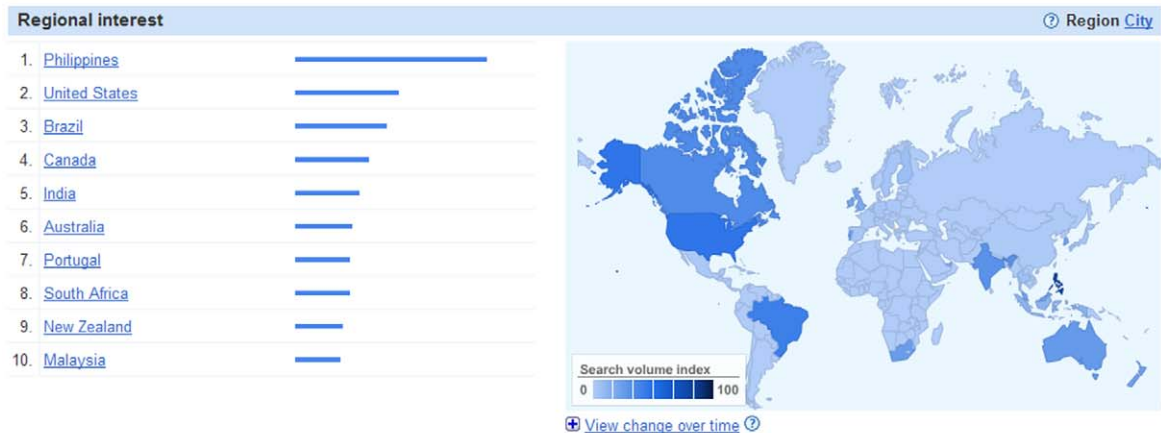 Regional interest
Region City
1. Philippines
2. United States
3. Brazil
4. Canada
5. India
6. Australia
7. Portugal
8. South Africa
9. New Zealand
10. Malaysia
Search volume index
0 100
View change over time